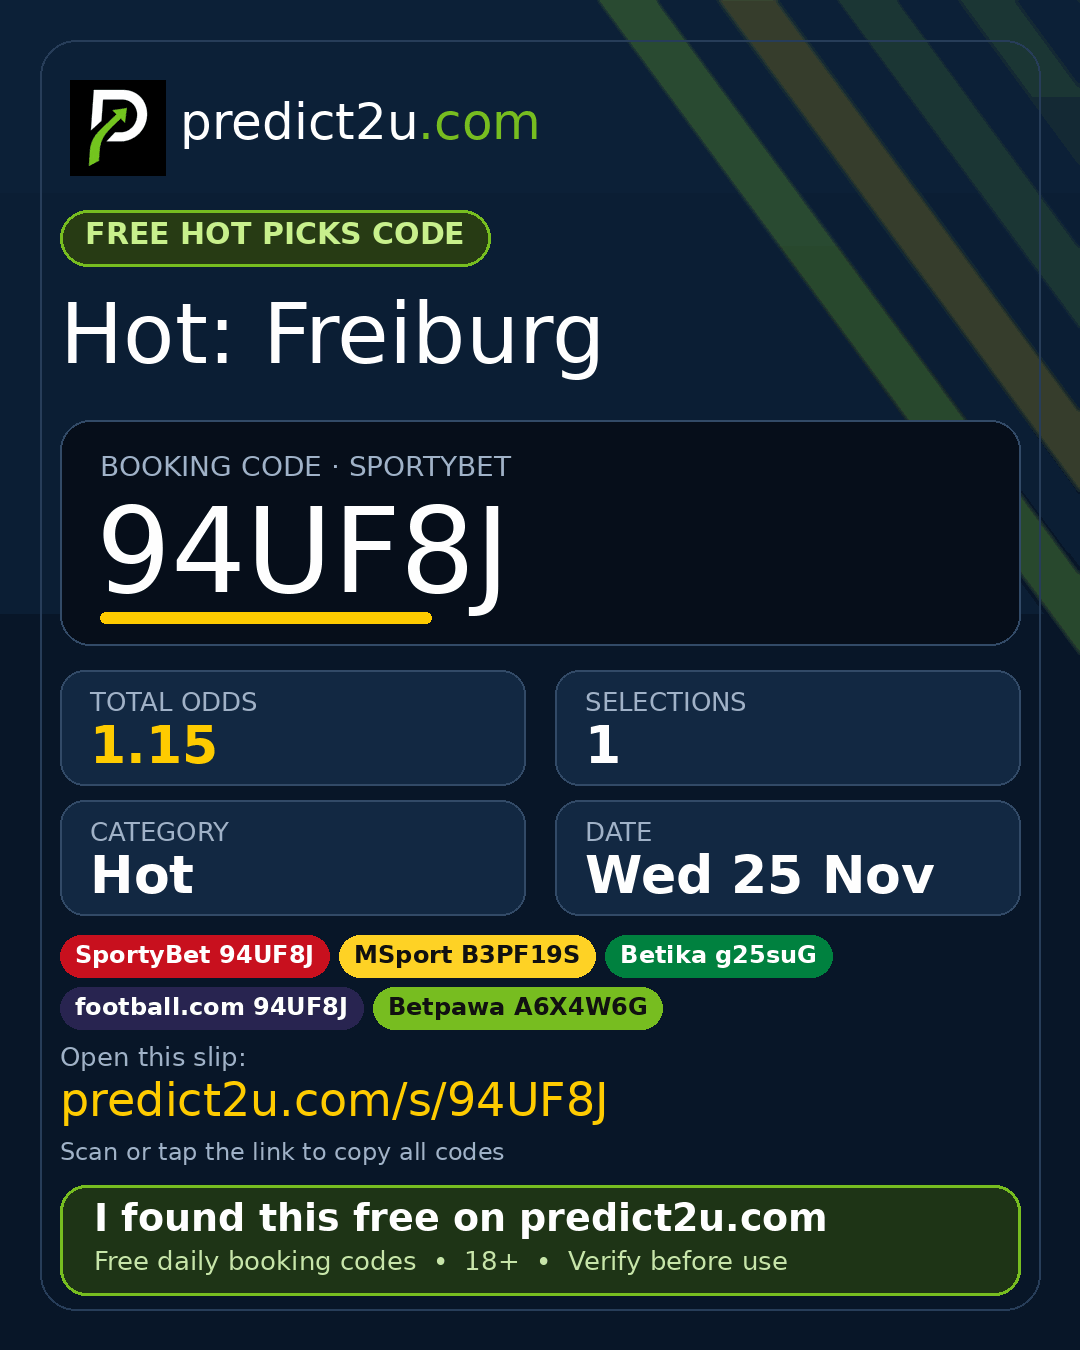 predict2u.com
FREE HOT PICKS CODE
Hot: Freiburg
BOOKING CODE · SPORTYBET
94UF8J
TOTAL ODDS
1.15
SELECTIONS
1
CATEGORY
Hot
DATE
Wed 25 Nov
SportyBet 94UF8J
MSport B3PF19S
Betika g25suG
football.com 94UF8J
Betpawa A6X4W6G
Open this slip:
predict2u.com/s/94UF8J
Scan or tap the link to copy all codes
I found this free on predict2u.com
Free daily booking codes • 18+ • Verify before use